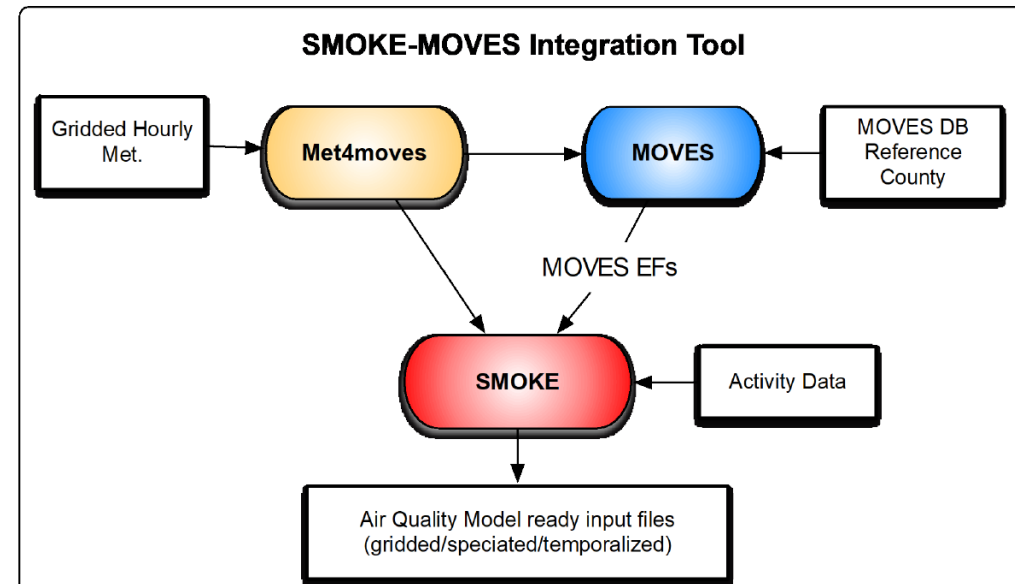 SMOKE-MOVES Integration Tool
Gridded Hourly
Met.
Met4moves
MOVES
MOVES DB
Reference
County
MOVES EFs
SMOKE
Activity Data
Air Quality Model ready input files
(gridded/speciated/temporalized)